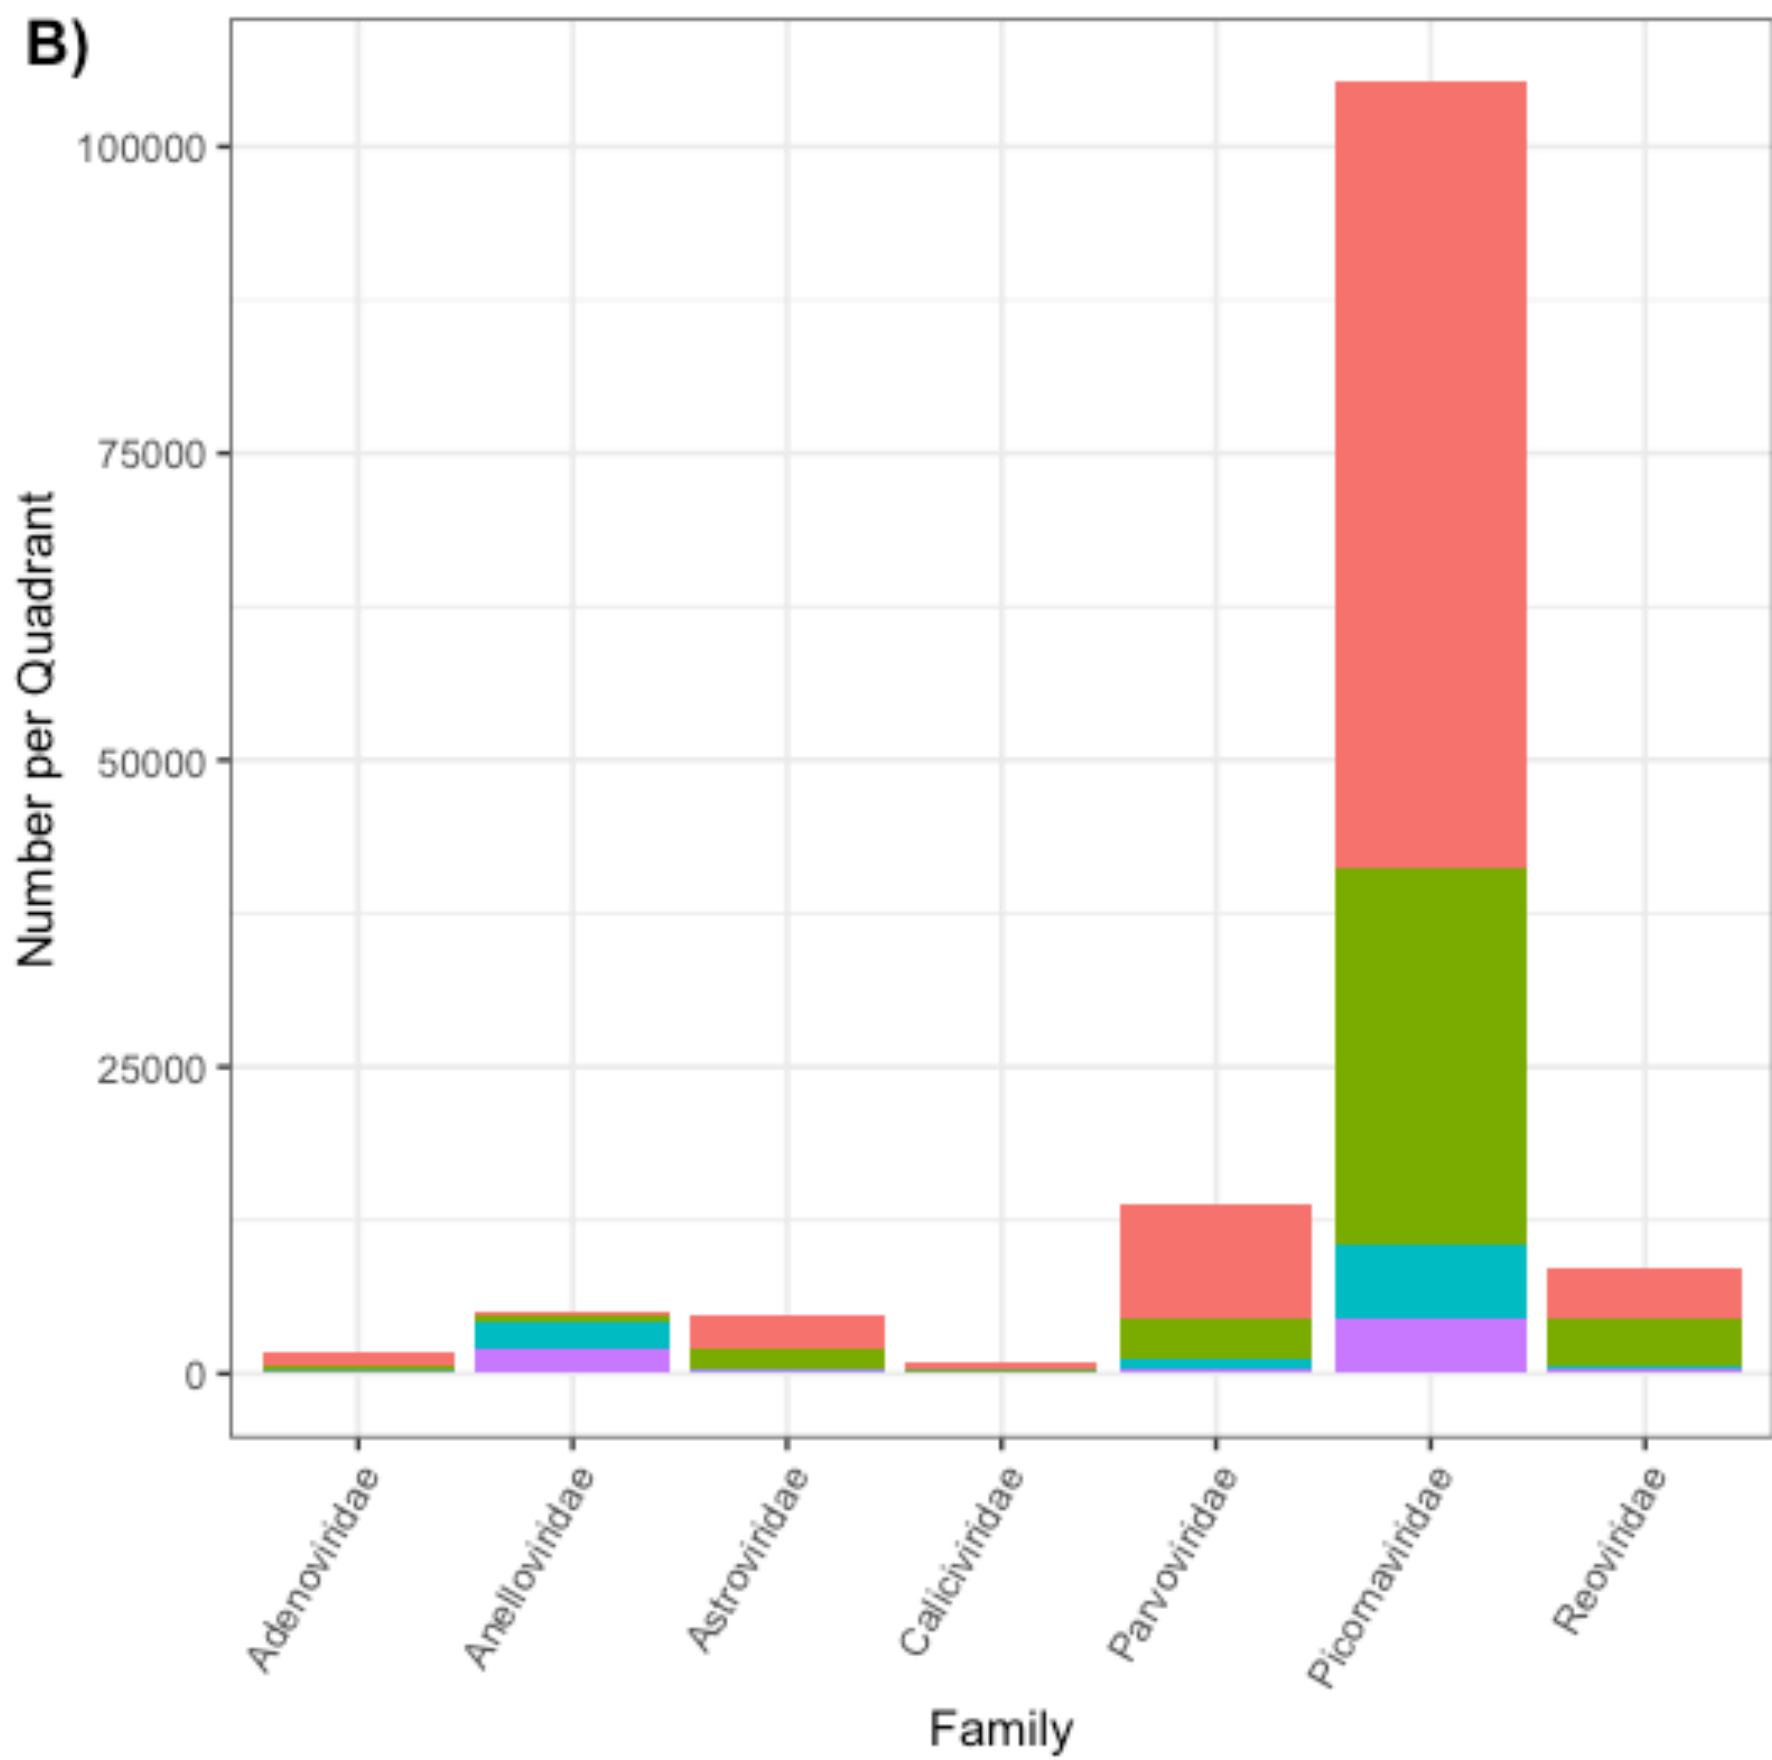 B)
100000
75000
50000
25000
0
Number per Quadrant
Adenoviridae
Anelloviridae
Astroviridae
Caliciviridae
Parvoviridae
Picornaviridae
Reoviridae
Family